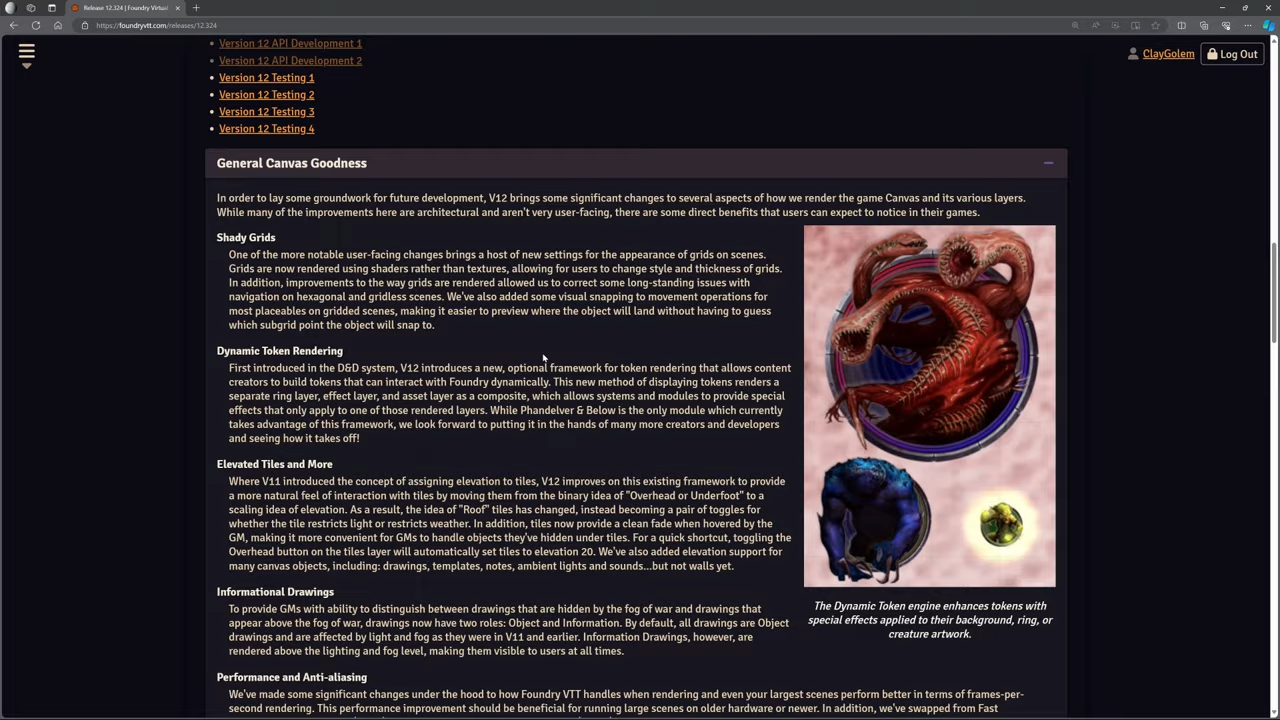 Release 12.324 | Foundry Virtual
https://foundryvtt.com/releases/12.324
ClayGolem
Log Out
Version 12 API Development 1
Version 12 API Development 2
Version 12 Testing 1
Version 12 Testing 2
Version 12 Testing 3
Version 12 Testing 4
General Canvas Goodness
In order to lay some groundwork for future development, V12 brings some significant changes to several aspects of how we render the game Canvas and its various layers.
While many of the improvements here are architectural and aren't very user-facing, there are some direct benefits that users can expect to notice in their games.
Shady Grids
One of the more notable user-facing changes brings a host of new settings for the appearance of grids on scenes.
Grids are now rendered using shaders rather than textures, allowing for users to change style and thickness of grids.
In addition, improvements to the way grids are rendered allowed us to correct some long-standing issues with
navigation on hexagonal and gridless scenes. We've also added some visual snapping to movement operations for
most placeables on gridded scenes, making it easier to preview where the object will land without having to guess
which subgrid point the object will snap to.
Dynamic Token Rendering
First introduced in the D&D system, V12 introduces a new, optional framework for token rendering that allows content
creators to build tokens that can interact with Foundry dynamically. This new method of displaying tokens renders a
separate ring layer, effect layer, and asset layer as a composite, which allows systems and modules to provide special
effects that only apply to one of those rendered layers. While Phandelver & Below is the only module which currently
takes advantage of this framework, we look forward to putting it in the hands of many more creators and developers
and seeing how it takes off!
Elevated Tiles and More
Where V11 introduced the concept of assigning elevation to tiles, V12 improves on this existing framework to provide
a more natural feel of interaction with tiles by moving them from the binary idea of "Overhead or Underfoot" to a
scaling idea of elevation. As a result, the idea of "Roof" tiles has changed, instead becoming a pair of toggles for
whether the tile restricts light or restricts weather. In addition, tiles now provide a clean fade when hovered by the
GM, making it more convenient for GMs to handle objects they've hidden under tiles. For a quick shortcut, toggling the
Overhead button on the tiles layer will automatically set tiles to elevation 20. We've also added elevation support for
many canvas objects, including: drawings, templates, notes, ambient lights and sounds...but not walls yet.
The Dynamic Token engine enhances tokens with
special effects applied to their background, ring, or
creature artwork.
Informational Drawings
To provide GMs with ability to distinguish between drawings that are hidden by the fog of war and drawings that
appear above the fog of war, drawings now have two roles: Object and Information. By default, all drawings are Object
drawings and are affected by light and fog as they were in V11 and earlier. Information Drawings, however, are
rendered above the lighting and fog level, making them visible to users at all times.
Performance and Anti-aliasing
We've made some significant changes under the hood to how Foundry VTT handles when rendering and even your largest scenes perform better in terms of frames-per-
second rendering. This performance improvement should be beneficial for running large scenes on older hardware or newer. In addition, we've swapped from Fast